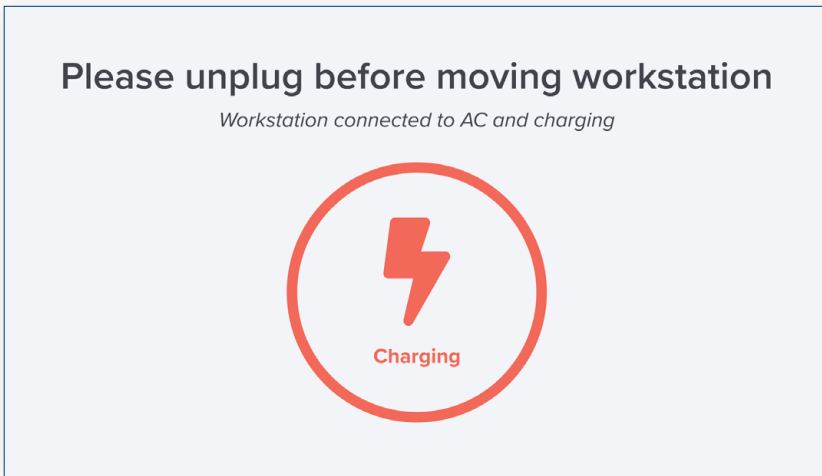 Please unplug before moving workstation
Workstation connected to AC and charging
Charging